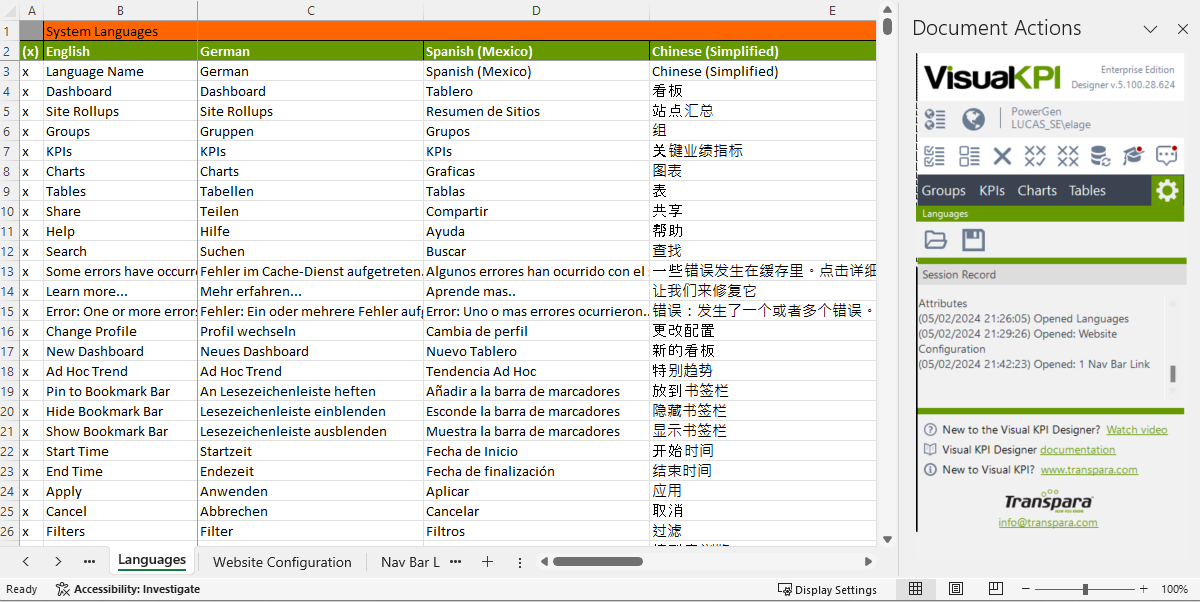 A B C D E
1 System Languages
2 (x) English German Spanish (Mexico) Chinese (Simplified)
3 x Language Name German Spanish (Mexico) Chinese (Simplified)
4 x Dashboard Dashboard Tablero 看板
5 x Site Rollups Site Rollups Resumen de Sitios 站点汇总
6 x Groups Gruppen Grupos 组
7 x KPIs KPIs KPIs 关键业绩指标
8 x Charts Charts Graficas 图表
9 x Tables Tabellen Tablas 表
10 x Share Teilen Compartir 共享
11 x Help Hilfe Ayuda 帮助
12 x Search Suchen Buscar 查找
13 x Some errors have occurr Fehler im Cache-Dienst aufgetreten. Algunos errores han ocurrido con el 一些错误发生在缓存里。点击详细
14 x Learn more... Mehr erfahren... Aprende mas.. 让我们来修复它
15 x Error: One or more error Fehler: Ein oder mehrere Fehler auf Error: Uno o mas errores ocurrieron.. 错误：发生了一个或者多个错误。
16 x Change Profile Profil wechseln Cambia de perfil 更改配置
17 x New Dashboard Neues Dashboard Nuevo Tablero 新的看板
18 x Ad Hoc Trend Ad Hoc Trend Tendencia Ad Hoc 特别趋势
19 x Pin to Bookmark Bar An Lesezeichenleiste heften Añadir a la barra de marcadores 放到书签栏
20 x Hide Bookmark Bar Lesezeichenleiste einblenden Esconde la barra de marcadores 隐藏书签栏
21 x Show Bookmark Bar Lesezeichenleiste ausblenden Muestra la barra de marcadores 显示书签栏
22 x Start Time Startzeit Fecha de Inicio 开始时间
23 x End Time Endezeit Fecha de finalización 结束时间
24 x Apply Anwenden Aplicar 应用
25 x Cancel Abbrechen Cancelar 取消
26 x Filters Filter Filtros 过滤
Languages Website Configuration Nav Bar L
Ready Accessibility: Investigate Display Settings 100%
Document Actions
VisualKPI Enterprise Edition
Designer v.5.100.28.624
PowerGen
LUCAS_SE\elage
Groups KPIs Charts Tables
Languages
Session Record
Attributes
(05/02/2024 21:26:05) Opened Languages
(05/02/2024 21:29:26) Opened: Website
Configuration
(05/02/2024 21:42:23) Opened: 1 Nav Bar Link
New to the Visual KPI Designer? Watch video
Visual KPI Designer documentation
New to Visual KPI? www.transpara.com
Transpara
info@transpara.com